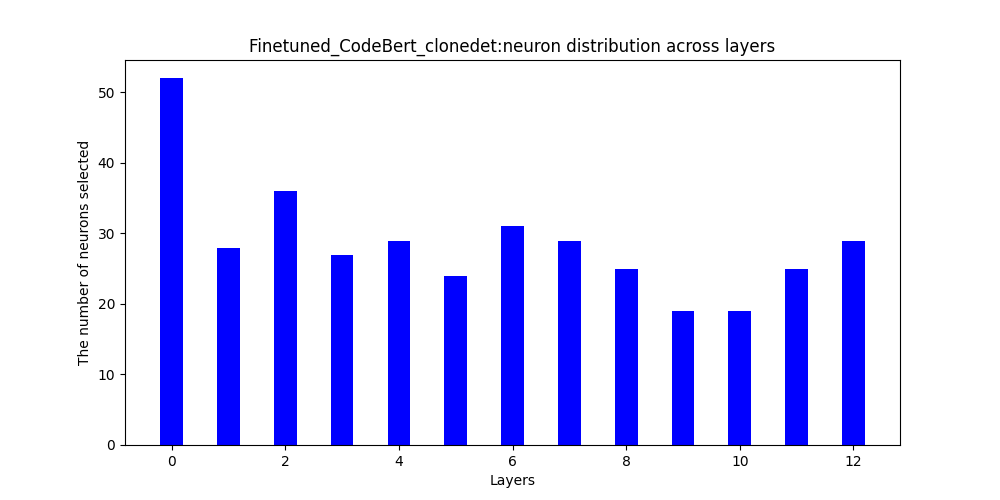 Finetuned_CodeBert_clonedet:neuron distribution across layers
The number of neurons selected
50
40
30
20
10
0
0 2 4 6 8 10 12
Layers